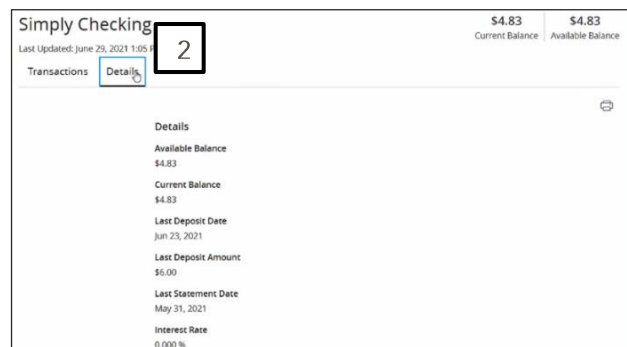 Simply Checking
$4.83 $4.83
Current Balance Available Balance
Last Updated: June 29, 2021 1:05
2
Transactions Details
Details
Available Balance
$4.83
Current Balance
$4.83
Last Deposit Date
Jun 23, 2021
Last Deposit Amount
$6.00
Last Statement Date
May 31, 2021
Interest Rate
0.000 %